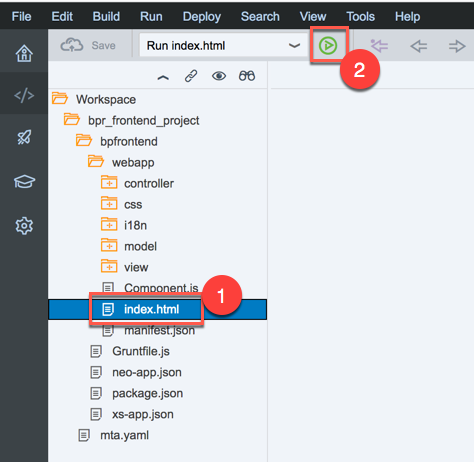 File Edit Build Run Deploy Search View Tools Help
Save Run index.html
2
Workspace
bpr_frontend_project
bpfrontend
webapp
controller
css
i18n
model
view
Component.js
1
index.html
manifest.json
Gruntfile.js
neo-app.json
package.json
xs-app.json
mta.yaml